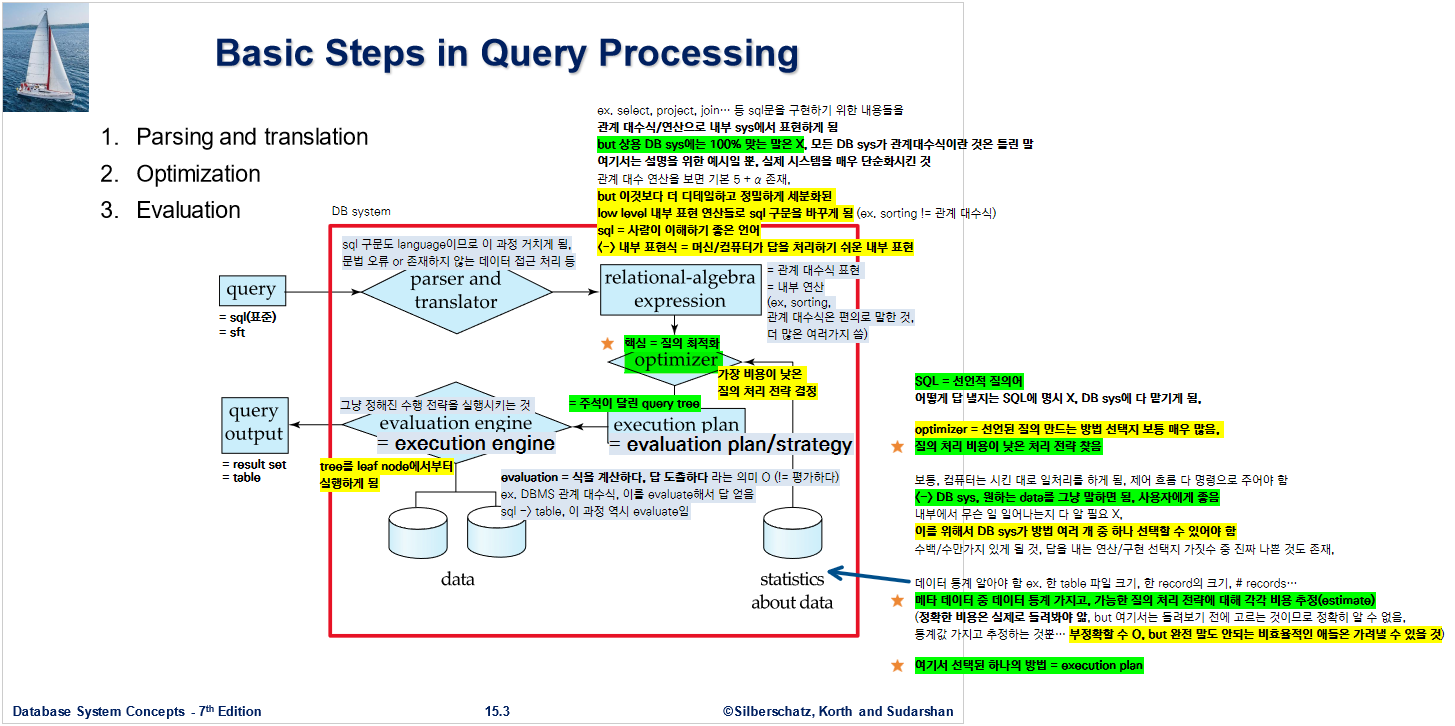 Basic Steps in Query Processing
1. Parsing and translation
2. Optimization
3. Evaluation
ex. select, project, join… 등 sql문을 구현하기 위한 내용들을
관계 대수식/연산으로 내부 sys에서 표현하게 됨
but 상용 DB sys에는 100% 맞는 말은 X, 모든 DB sys가 관계대수식이란 것은 틀린 말
여기서는 설명을 위한 예시일 뿐, 실제 시스템을 매우 단순화시킨 것
관계 대수 연산을 보면 기본 5 + α 존재,
but 이것보다 더 디테일하고 정밀하게 세분화된
low level 내부 표현 연산들로 sql 구문을 바꾸게 됨 (ex. sorting != 관계 대수식)
sql = 사람이 이해하기 좋은 언어
<-> 내부 표현식 = 머신/컴퓨터가 답을 처리하기 쉬운 내부 표현
DB system
sql 구문도 language이므로 이 과정 거치게 됨,
문법 오류 or 존재하지 않는 데이터 접근 처리 등
query
= sql(표준)
= sft
parser and
translator
relational-algebra
expression
= 관계 대수식 표현
= 내부 연산
(ex, sorting,
관계 대수식은 편의로 말한 것,
더 많은 여러가지 씀)
핵심 = 질의 최적화
optimizer
가장 비용이 낮은
질의 처리 전략 결정
= 주석이 달린 query tree
execution plan
= evaluation plan/strategy
그냥 정해진 수행 전략을 실행시키는 것
evaluation engine
= execution engine
query
output
= result set
= table
tree를 leaf node에서부터
실행하게 됨
evaluation = 식을 계산하다, 답 도출하다 라는 의미 O (!= 평가하다)
ex. DBMS 관계 대수식, 이를 evaluate해서 답 얻음
sql -> table, 이 과정 역시 evaluate임
data
statistics
about data
SQL = 선언적 질의어
어떻게 답 낼지는 SQL에 명시 X, DB sys에 다 맡기게 됨,
optimizer = 선언된 질의 만드는 방법 선택지 보통 매우 많음,
질의 처리 비용이 낮은 처리 전략 찾음
보통, 컴퓨터는 시킨 대로 일처리를 하게 됨, 제어 흐름 다 명령으로 주어야 함
<-> DB sys, 원하는 data를 그냥 말하면 됨, 사용자에게 좋음
내부에서 무슨 일 일어나는지 다 알 필요 X,
이를 위해서 DB sys가 방법 여러 개 중 하나 선택할 수 있어야 함
수백/수만가지 있게 될 것, 답을 내는 연산/구현 선택지 가짓수 중 진짜 나쁜 것도 존재,
데이터 통계 알아야 함 ex. 한 table 파일 크기, 한 record의 크기, # records…
메타 데이터 중 데이터 통계 가지고, 가능한 질의 처리 전략에 대해 각각 비용 추정(estimate)
(정확한 비용은 실제로 돌려봐야 앎, but 여기서는 돌려보기 전에 고르는 것이므로 정확히 알 수 없음,
통계값 가지고 추정하는 것뿐… 부정확할 수 O, but 완전 말도 안되는 비효율적인 애들은 가려낼 수 있을 것)
여기서 선택된 하나의 방법 = execution plan
Database System Concepts - 7th Edition
15.3
©Silberschatz, Korth and Sudarshan